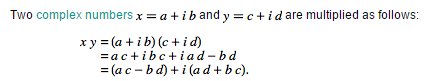 Two complex numbers x = a + i b and y = c + i d are multiplied as follows:
x y = (a + i b) (c + i d)
= a c + i b c + i a d - b d
= (a c - b d) + i (a d + b c).